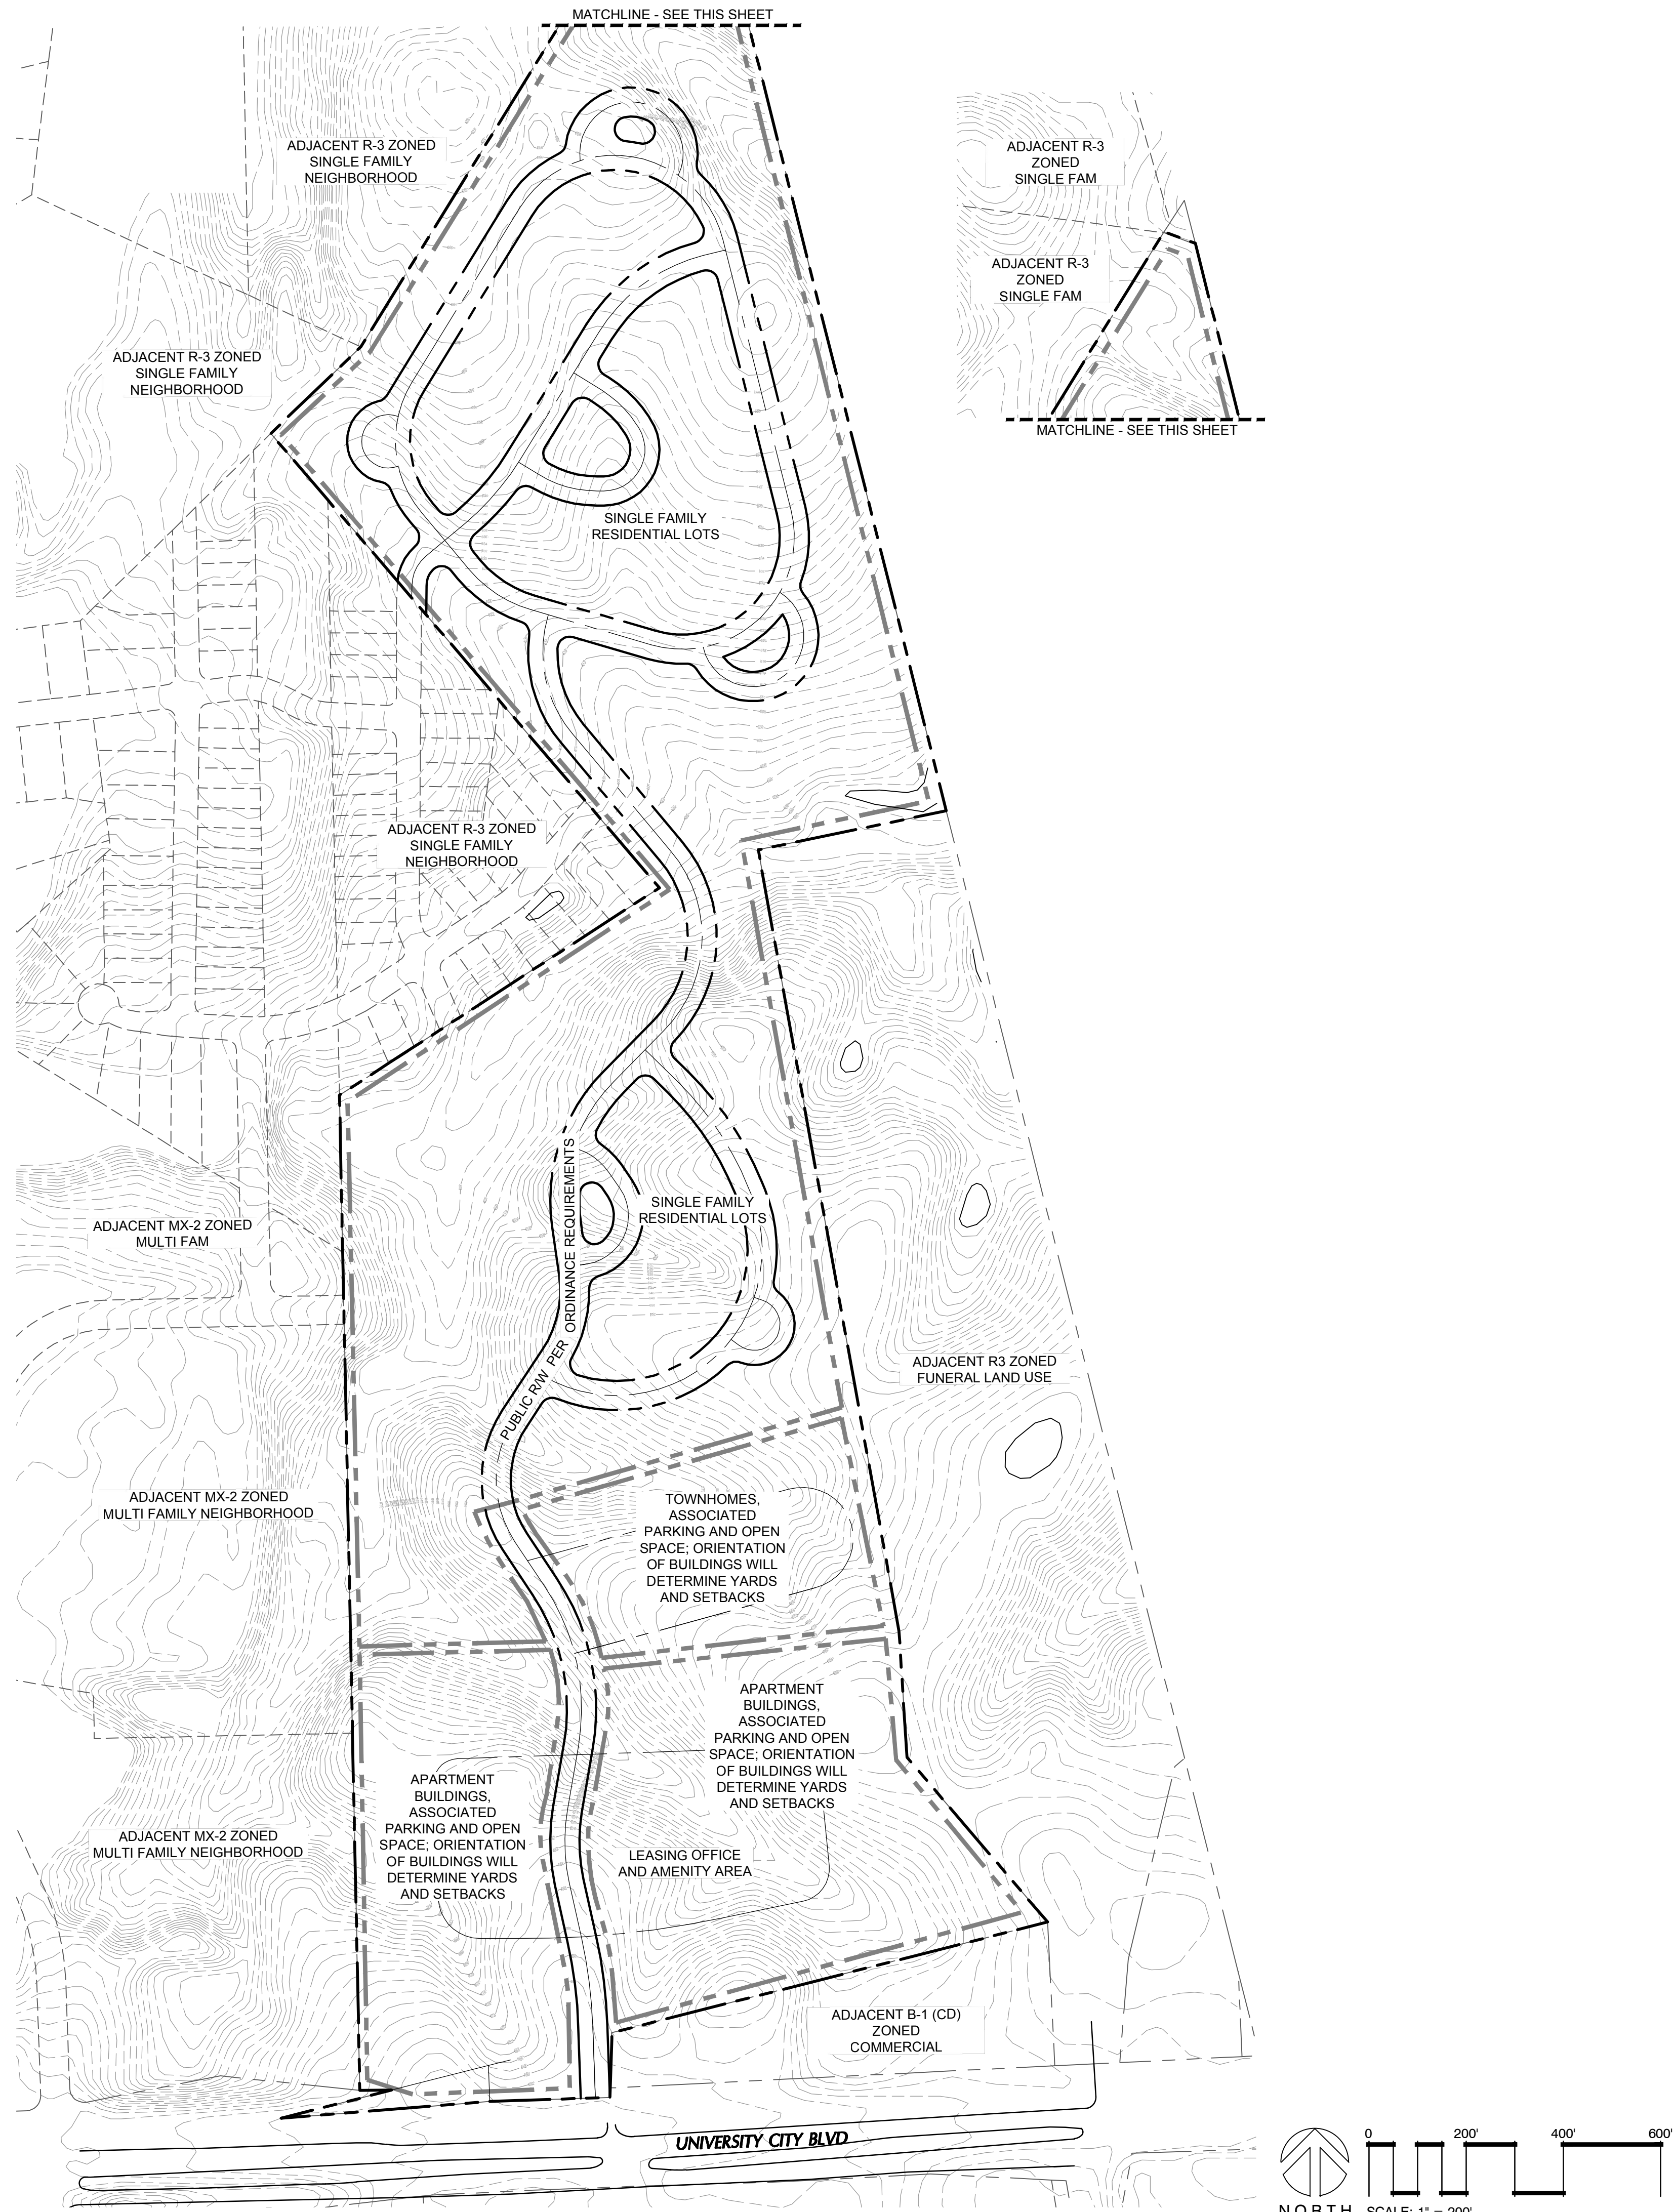 MATCHLINE - SEE THIS SHEET
ADJACENT R-3 ZONED
SINGLE FAMILY
NEIGHBORHOOD
ADJACENT R-3
ZONED
SINGLE FAM
ADJACENT R-3
ZONED
SINGLE FAM
MATCHLINE - SEE THIS SHEET
ADJACENT R-3 ZONED
SINGLE FAMILY
NEIGHBORHOOD
SINGLE FAMILY
RESIDENTIAL LOTS
ADJACENT R-3 ZONED
SINGLE FAMILY
NEIGHBORHOOD
SINGLE FAMILY
RESIDENTIAL LOTS
PUBLIC R/W PER ORDINANCE REQUIREMENTS
ADJACENT MX-2 ZONED
MULTI FAM
ADJACENT R3 ZONED
FUNERAL LAND USE
ADJACENT MX-2 ZONED
MULTI FAMILY NEIGHBORHOOD
TOWNHOMES,
ASSOCIATED
PARKING AND OPEN
SPACE; ORIENTATION
OF BUILDINGS WILL
DETERMINE YARDS
AND SETBACKS
APARTMENT
BUILDINGS,
ASSOCIATED
PARKING AND OPEN
SPACE; ORIENTATION
OF BUILDINGS WILL
DETERMINE YARDS
AND SETBACKS
APARTMENT
BUILDINGS,
ASSOCIATED
PARKING AND OPEN
SPACE; ORIENTATION
OF BUILDINGS WILL
DETERMINE YARDS
AND SETBACKS
ADJACENT MX-2 ZONED
MULTI FAMILY NEIGHBORHOOD
LEASING OFFICE
AND AMENITY AREA
ADJACENT B-1 (CD)
ZONED
COMMERCIAL
UNIVERSITY CITY BLVD
0 200' 400' 600'
NORTH
SCALE: 1" = 200'